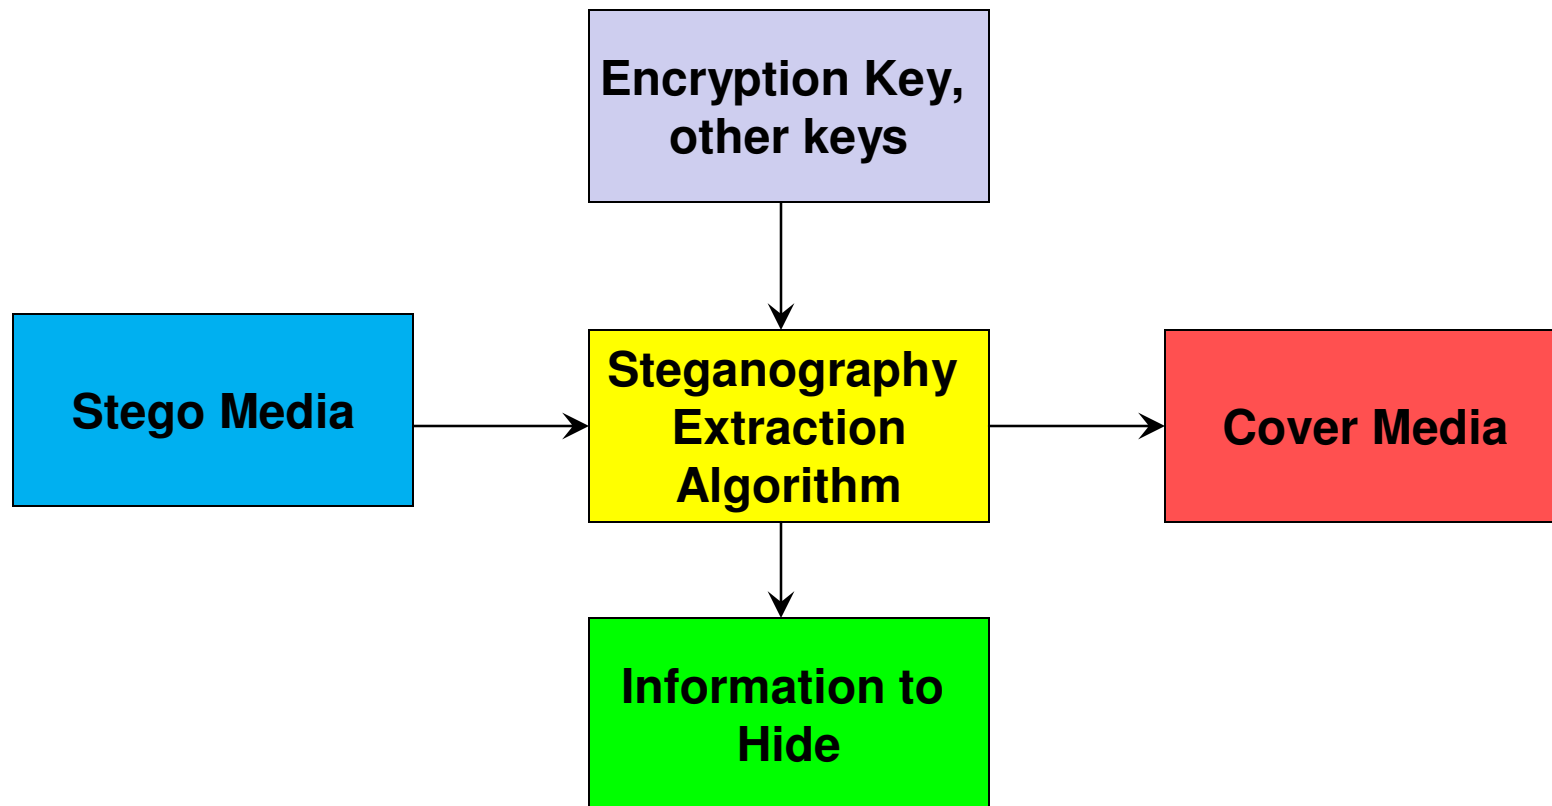 Encryption Key,
other keys
Stego Media
Steganography
Extraction
Algorithm
Cover Media
Information to
Hide